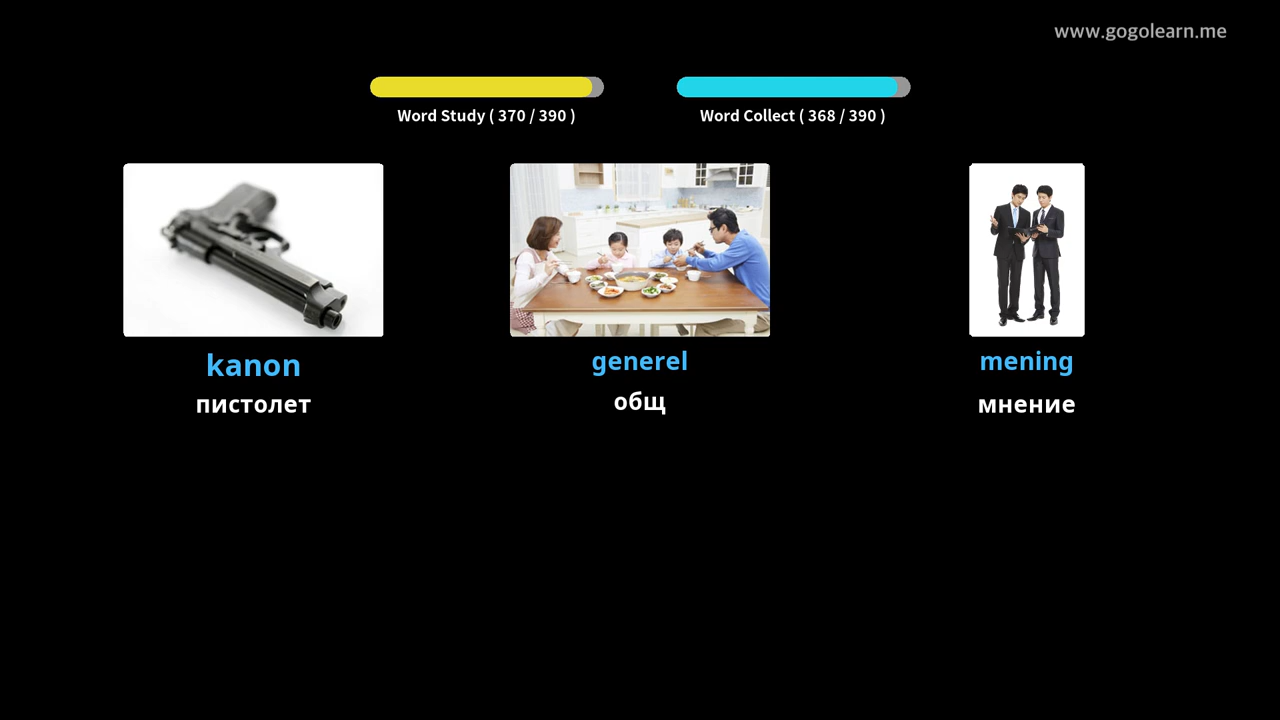 www.gogolearn.me
Word Study ( 370 / 390 )
Word Collect ( 368 / 390 )
kanon
generel
mening
пистолет
общ
мнение